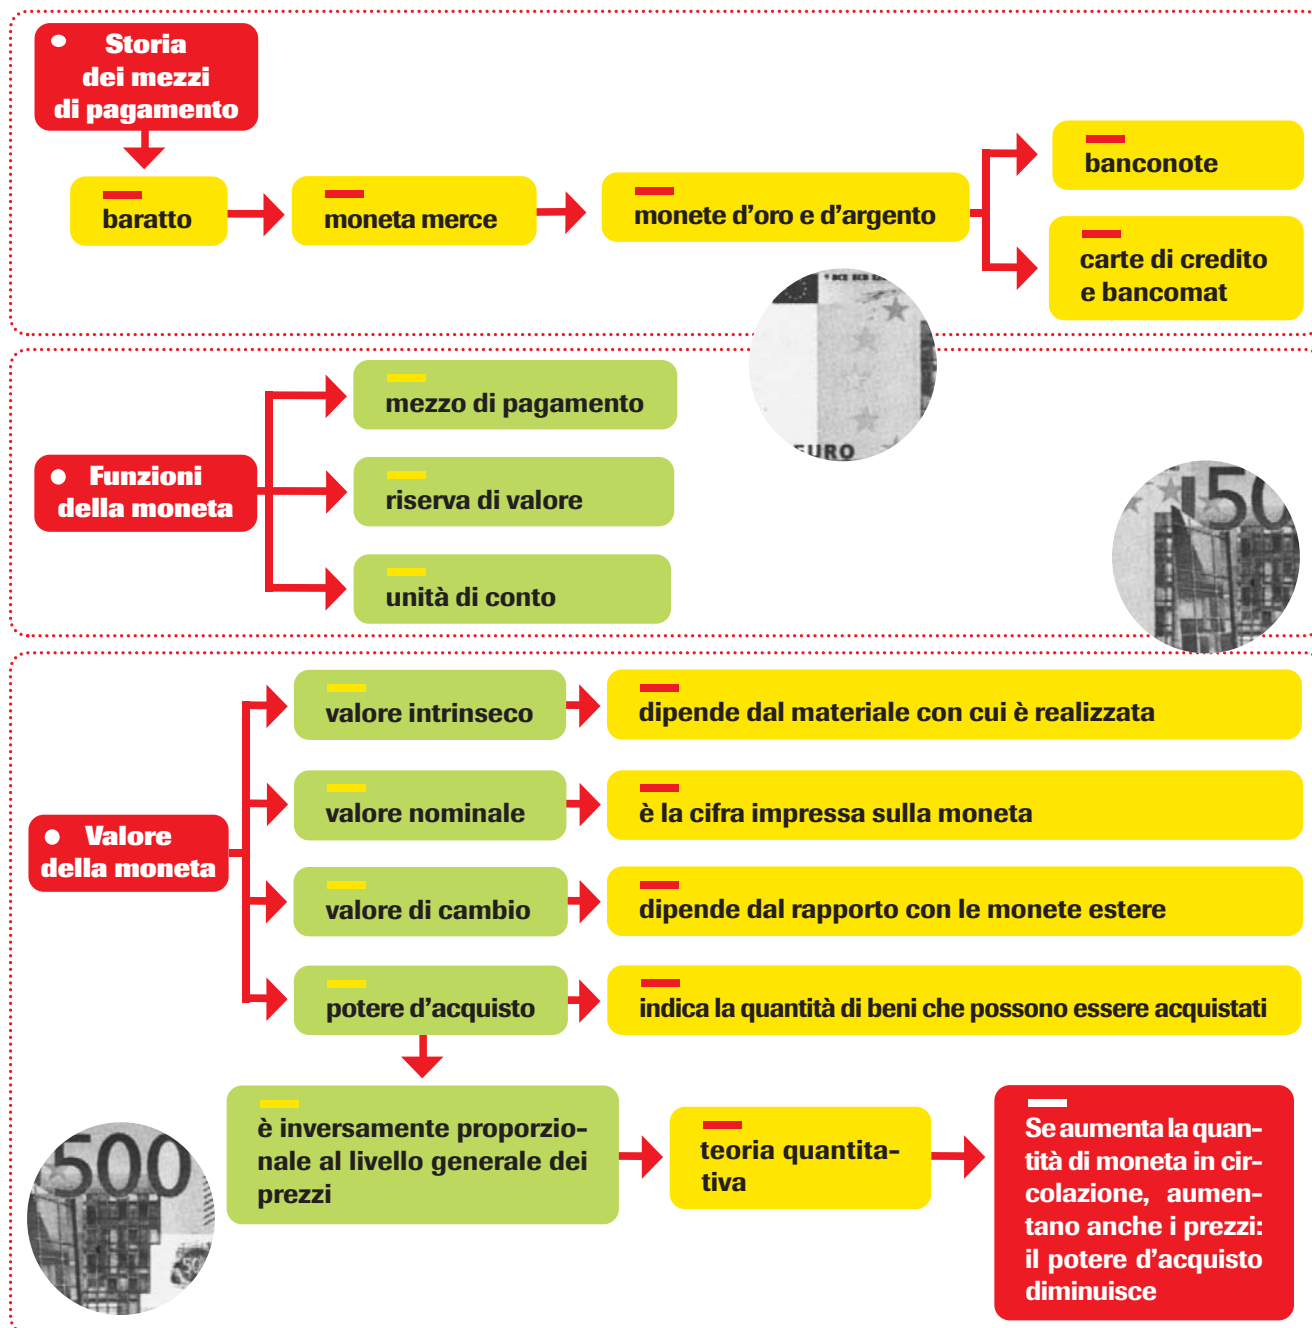 Storia
dei mezzi
di pagamento
baratto
moneta merce
monete d'oro e d'argento
banconote
carte di credito
e bancomat
EURO
Funzioni
della moneta
mezzo di pagamento
riserva di valore
unità di conto
50
Valore
della moneta
valore intrinseco
dipende dal materiale con cui è realizzata
valore nominale
è la cifra impressa sulla moneta
valore di cambio
dipende dal rapporto con le monete estere
potere d'acquisto
indica la quantità di beni che possono essere acquistati
è inversamente proporzio-
nale al livello generale dei
prezzi
teoria quantita-
tiva
Se aumenta la quan-
tità di moneta in cir-
colazione, aumen-
tano anche i prezzi:
il potere d'acquisto
diminuisce
500